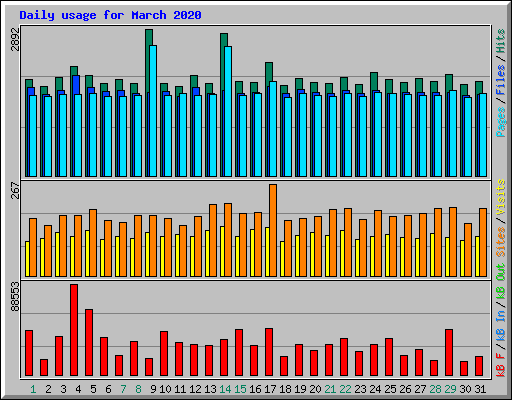 Daily usage for March 2020
2892
Pages / Files / Hits
267
Sites / Visits
88553
kB F / kB In / kB Out
1 2 3 4 5 6 7 8 9 10 11 12 13 14 15 16 17 18 19 20 21 22 23 24 25 26 27 28 29 30 31